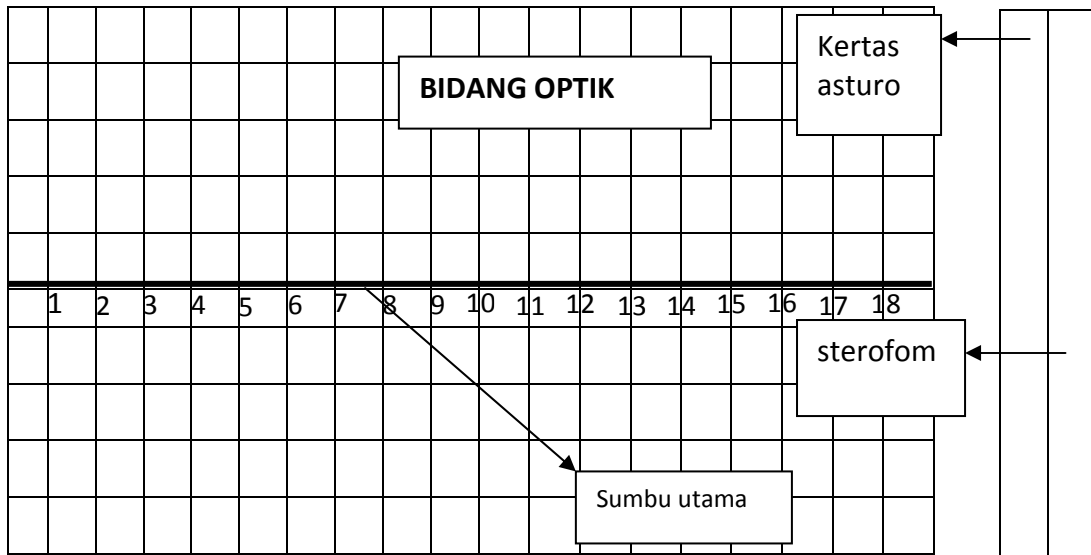 Kertas
asturo
BIDANG OPTIK
1 2 3 4 5 6 7 8 9 10 11 12 13 14 15 16 17 18
sterofom
Sumbu utama